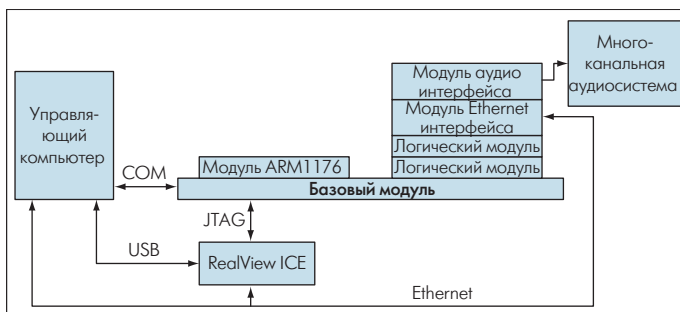 Много-
канальная
аудиосистема
Модуль аудио
интерфейса
Модуль Ethernet
интерфейса
Логический модуль
Логический модуль
Управля-
ющий
компьютер
Модуль ARM1176
COM
Базовый модуль
JTAG
USB
RealView ICE
Ethernet